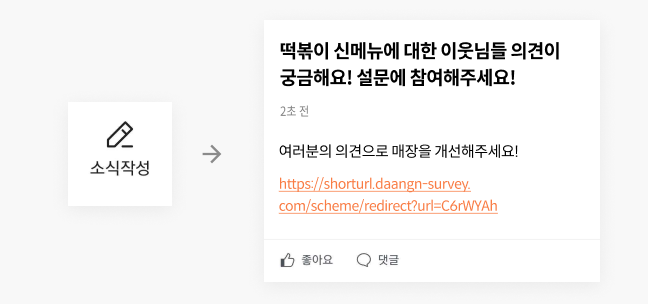 소식작성
떡볶이 신메뉴에 대한 이웃님들 의견이
궁금해요! 설문에 참여해주세요!
2초 전
여러분의 의견으로 매장을 개선해주세요!
https://shorturl.daangn-survey.
com/scheme/redirect?url=C6rWYAh
좋아요 댓글